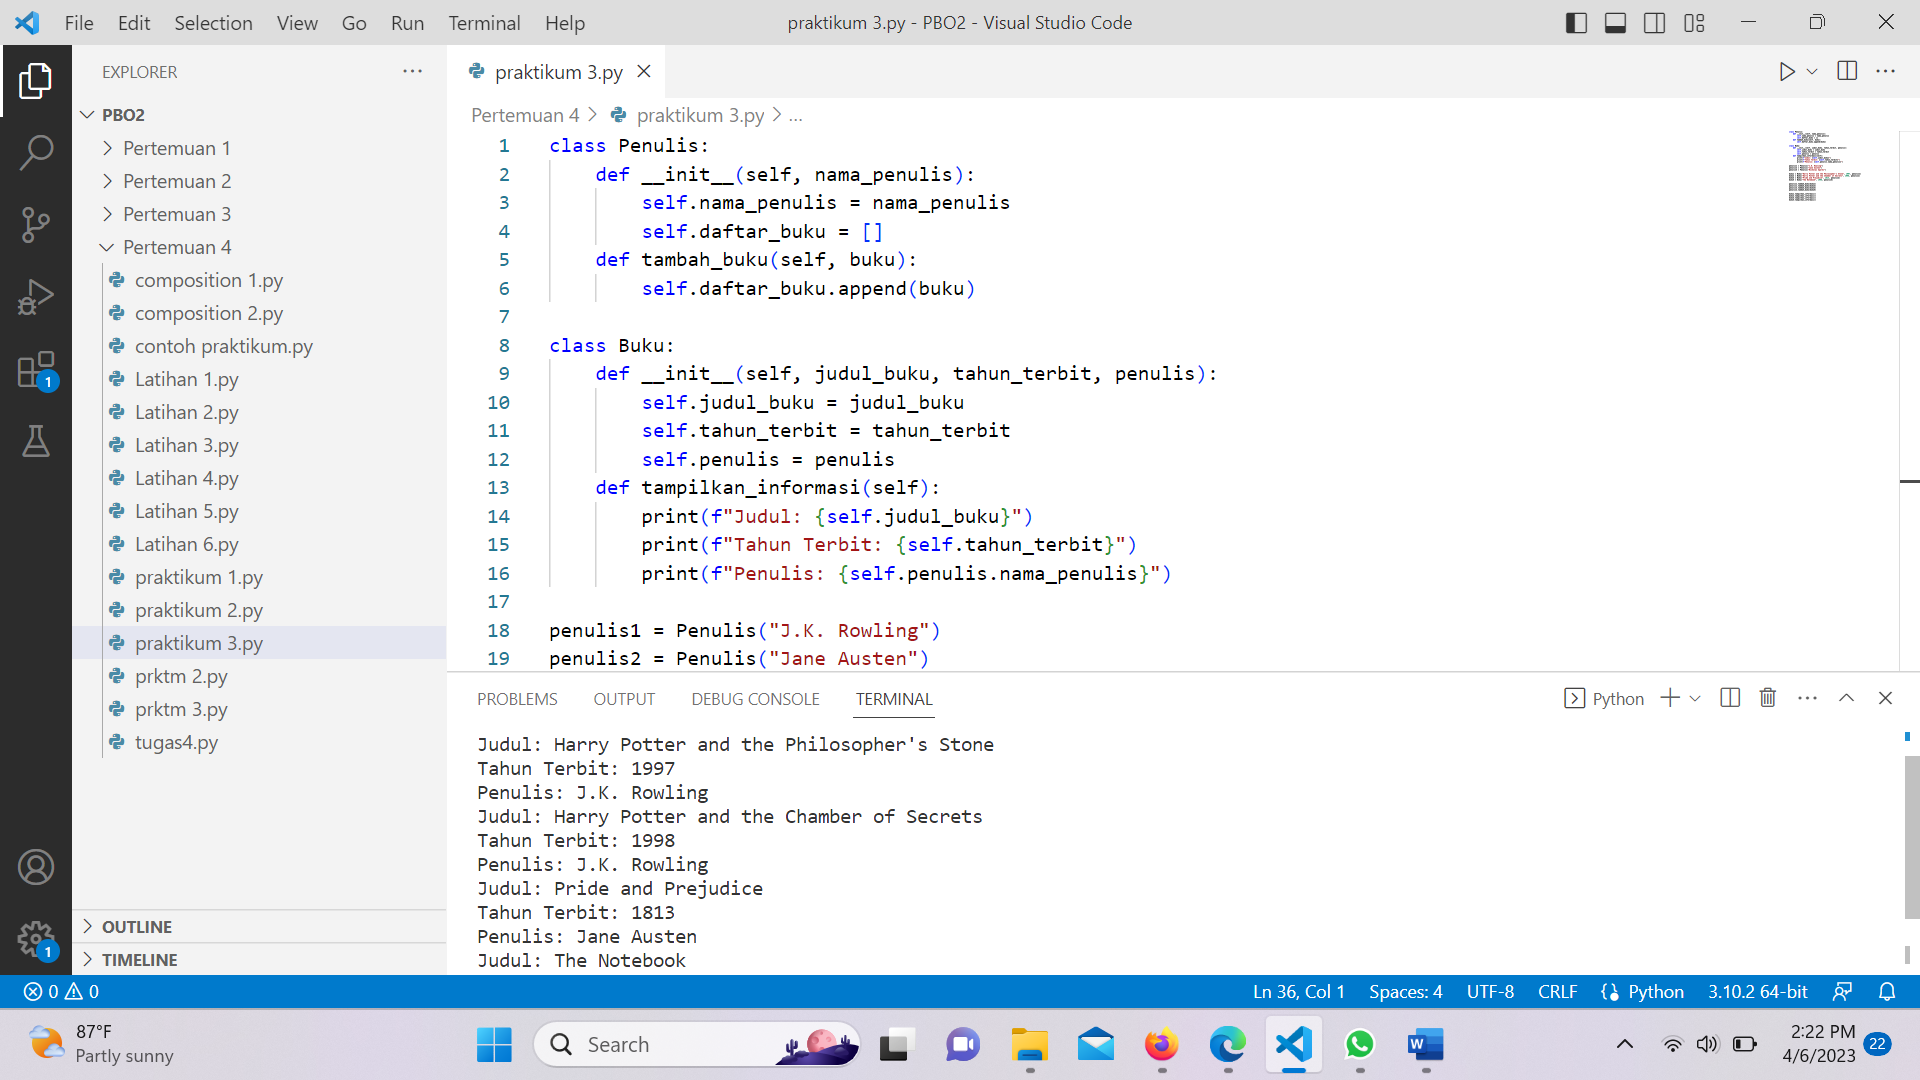 File Edit Selection View Go Run Terminal Help
praktikum 3.py - PBO2 - Visual Studio Code
EXPLORER
PBO2
Pertemuan 1
Pertemuan 2
Pertemuan 3
Pertemuan 4
composition 1.py
composition 2.py
contoh praktikum.py
Latihan 1.py
Latihan 2.py
Latihan 3.py
Latihan 4.py
Latihan 5.py
Latihan 6.py
praktikum 1.py
praktikum 2.py
praktikum 3.py
prktm 2.py
prktm 3.py
tugas4.py
OUTLINE
TIMELINE
1
1
praktikum 3.py
Pertemuan 4 > praktikum 3.py > ...
1 class Penulis:
2     def __init__(self, nama_penulis):
3         self.nama_penulis = nama_penulis
4         self.daftar_buku = []
5     def tambah_buku(self, buku):
6         self.daftar_buku.append(buku)
7
8 class Buku:
9     def __init__(self, judul_buku, tahun_terbit, penulis):
10         self.judul_buku = judul_buku
11         self.tahun_terbit = tahun_terbit
12         self.penulis = penulis
13     def tampilkan_informasi(self):
14         print(f"Judul: {self.judul_buku}")
15         print(f"Tahun Terbit: {self.tahun_terbit}")
16         print(f"Penulis: {self.penulis.nama_penulis}")
17
18 penulis1 = Penulis("J.K. Rowling")
19 penulis2 = Penulis("Jane Austen")
PROBLEMS OUTPUT DEBUG CONSOLE TERMINAL
Python
Judul: Harry Potter and the Philosopher's Stone
Tahun Terbit: 1997
Penulis: J.K. Rowling
Judul: Harry Potter and the Chamber of Secrets
Tahun Terbit: 1998
Penulis: J.K. Rowling
Judul: Pride and Prejudice
Tahun Terbit: 1813
Penulis: Jane Austen
Judul: The Notebook
0 0
Ln 36, Col 1 Spaces: 4 UTF-8 CRLF Python 3.10.2 64-bit
87°F
Partly sunny
Search
W
2:22 PM
4/6/2023
22